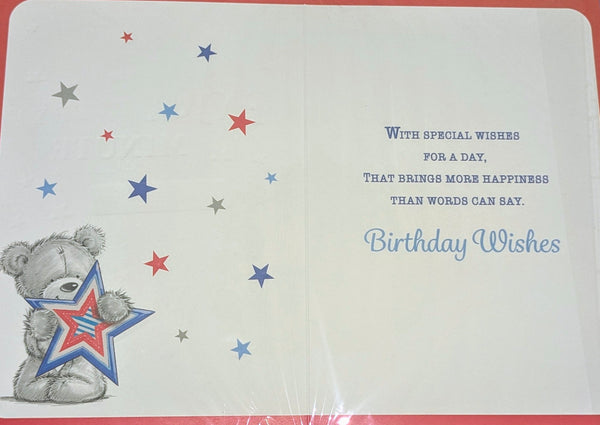 WITH SPECIAL WISHES
FOR A DAY,
THAT BRINGS MORE HAPPINESS
THAN WORDS CAN SAY.
Birthday Wishes